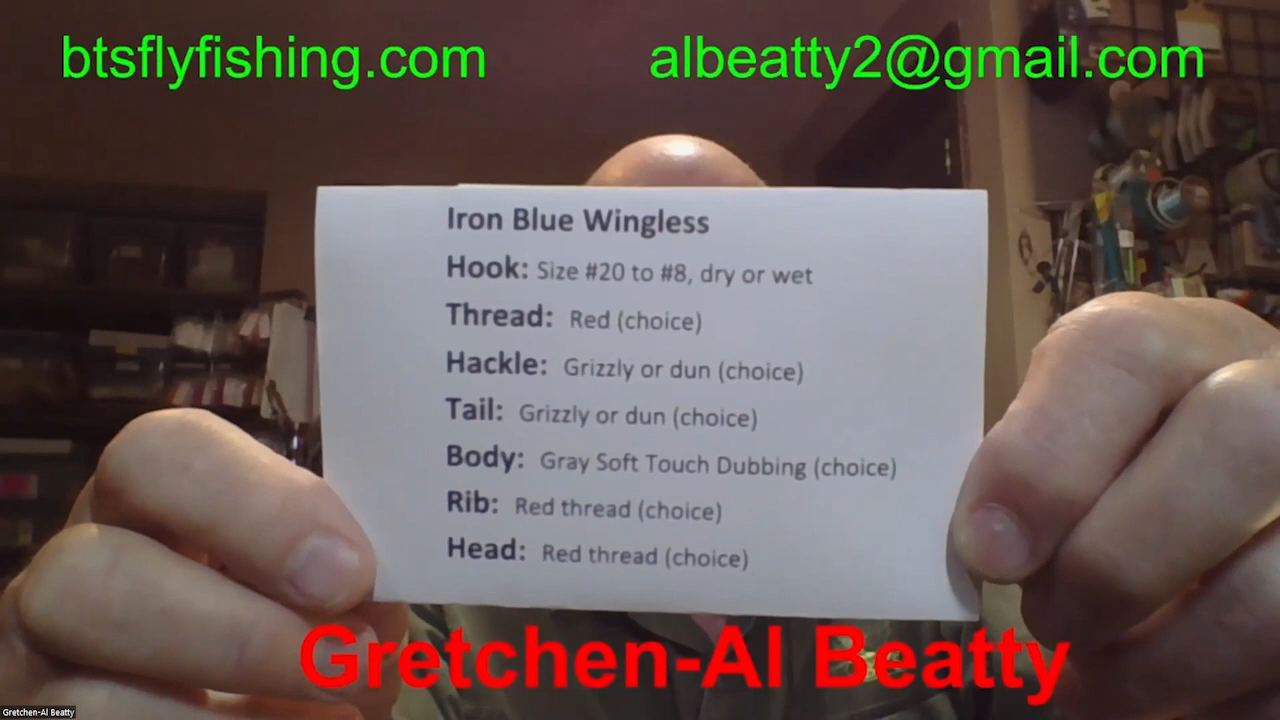 btsflyfishing.com albeatty2@gmail.com
Iron Blue Wingless
Hook: Size #20 to #8, dry or wet
Thread: Red (choice)
Hackle: Grizzly or dun (choice)
Tail: Grizzly or dun (choice)
Body: Gray Soft Touch Dubbing (choice)
Rib: Red thread (choice)
Head: Red thread (choice)
Gretchen-Al Beatty
Gretchen-Al Beatty